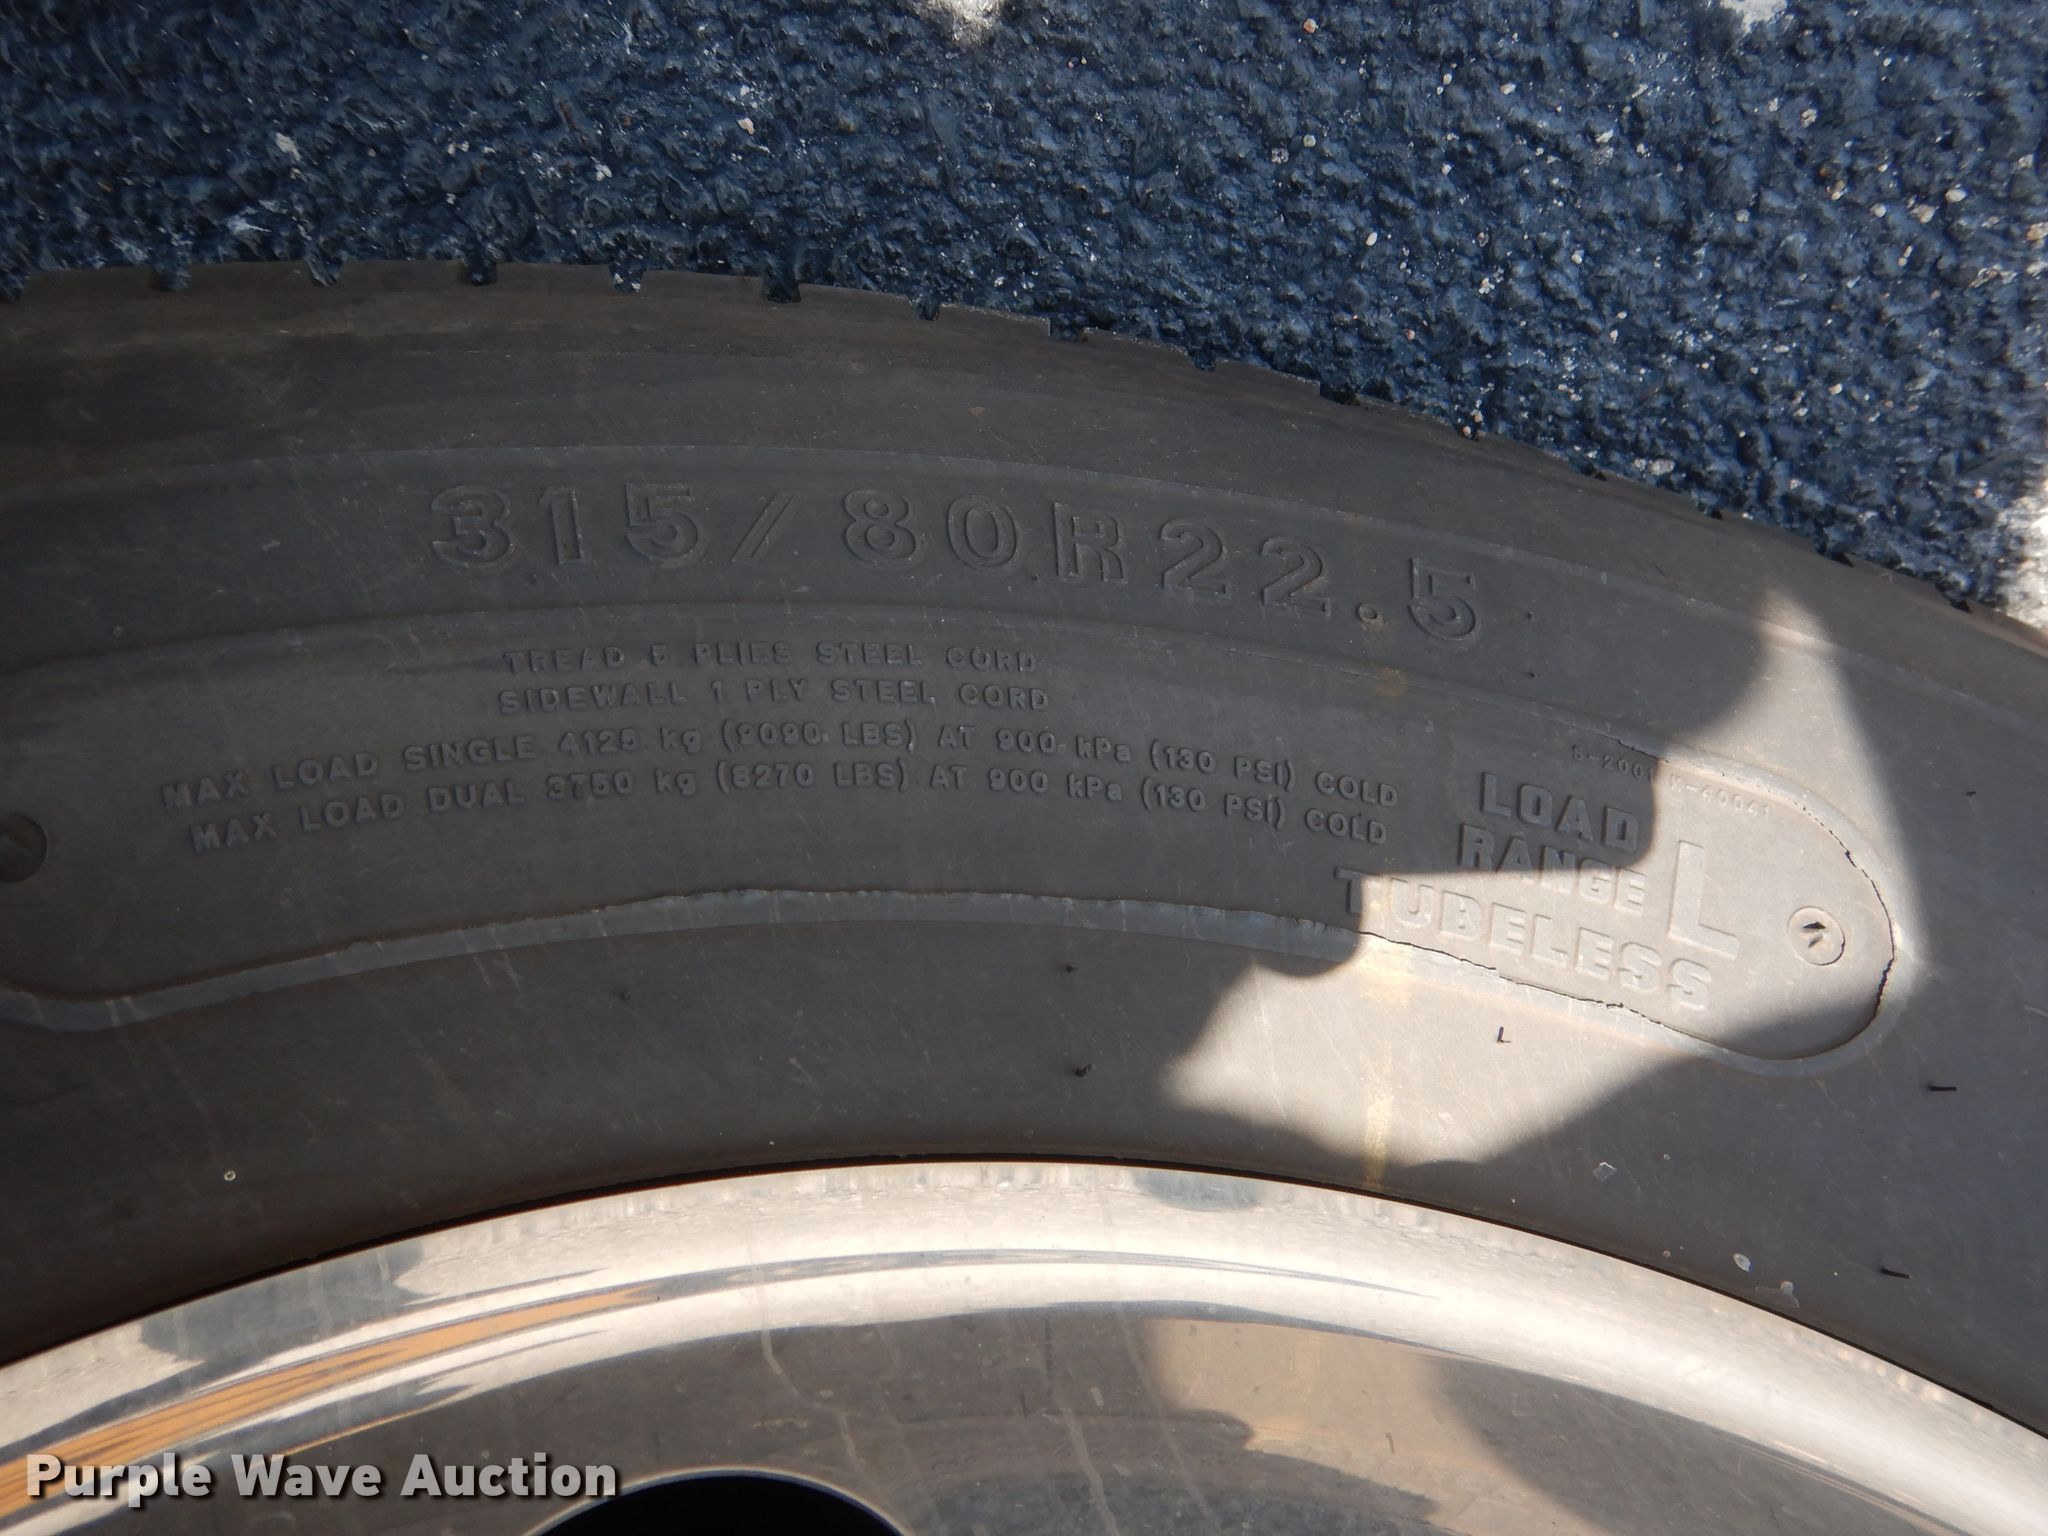 315/80R22.5
TREAD 5 PLIES STEEL CORD
SIDEWALL 1 PLY STEEL CORD
MAX LOAD SINGLE 4125 kg (9090 LBS) AT 900 kPa (130 PSI) COLD
MAX LOAD DUAL 3750 kg (8270 LBS) AT 900 kPa (130 PSI) COLD
LOAD
RANGE L
TUBELESS
Purple Wave Auction